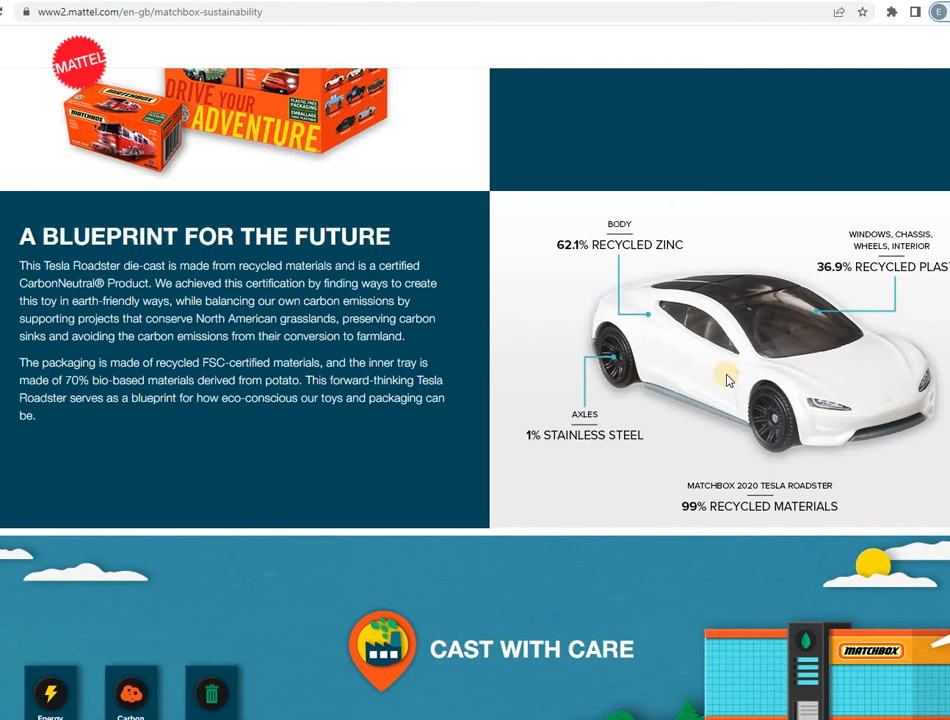 www2.mattel.com/en-gb/matchbox-sustainability
E
MATTEL
MATCHBOX
DRIVE YOUR
ADVENTURE
PLASTIC FREE
PACKAGING
EMBALLAGE
MATCHBOX
A BLUEPRINT FOR THE FUTURE
This Tesla Roadster die-cast is made from recycled materials and is a certified
CarbonNeutral® Product. We achieved this certification by finding ways to create
this toy in earth-friendly ways, while balancing our own carbon emissions by
supporting projects that conserve North American grasslands, preserving carbon
sinks and avoiding the carbon emissions from their conversion to farmland.
The packaging is made of recycled FSC-certified materials, and the inner tray is
made of 70% bio-based materials derived from potato. This forward-thinking Tesla
Roadster serves as a blueprint for how eco-conscious our toys and packaging can
be.
BODY
62.1% RECYCLED ZINC
WINDOWS, CHASSIS,
WHEELS, INTERIOR
36.9% RECYCLED PLAST
AXLES
1% STAINLESS STEEL
MATCHBOX 2020 TESLA ROADSTER
99% RECYCLED MATERIALS
CAST WITH CARE
MATCHBOX
Energy
Carbon